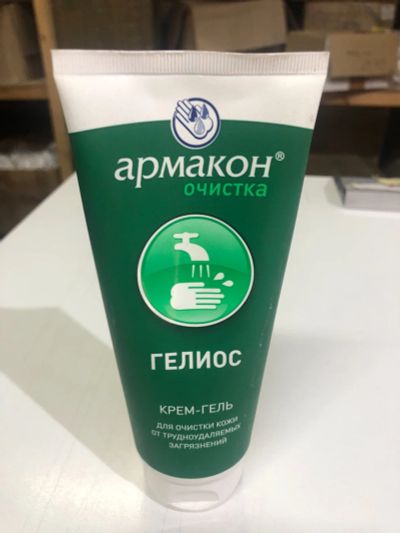 армакон®
очистка
ГЕЛИОС
КРЕМ-ГЕЛЬ
ДЛЯ ОЧИСТКИ КОЖИ
ОТ ТРУДНОУДАЛЯЕМЫХ
ЗАГРЯЗНЕНИЙ